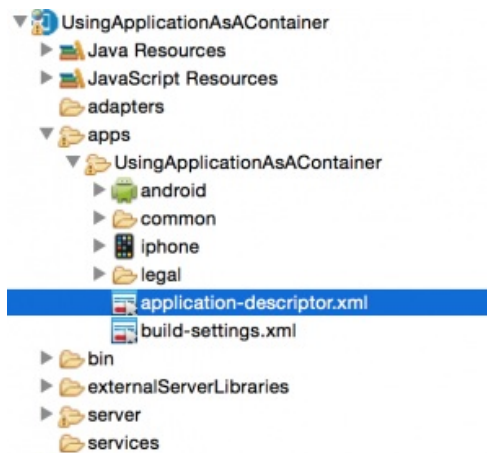 UsingApplicationAsAContainer
Java Resources
JavaScript Resources
adapters
apps
UsingApplicationAsAContainer
android
common
iphone
legal
application-descriptor.xml
build-settings.xml
bin
externalServerLibraries
server
services